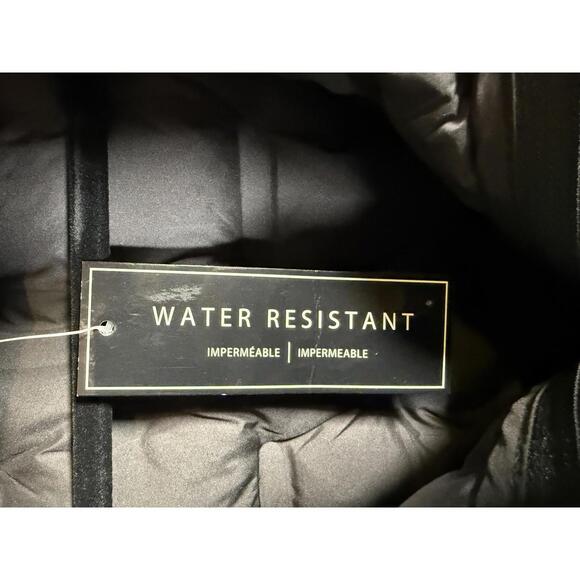 WATER RESISTANT
IMPERMÉABLE | IMPERMEABLE